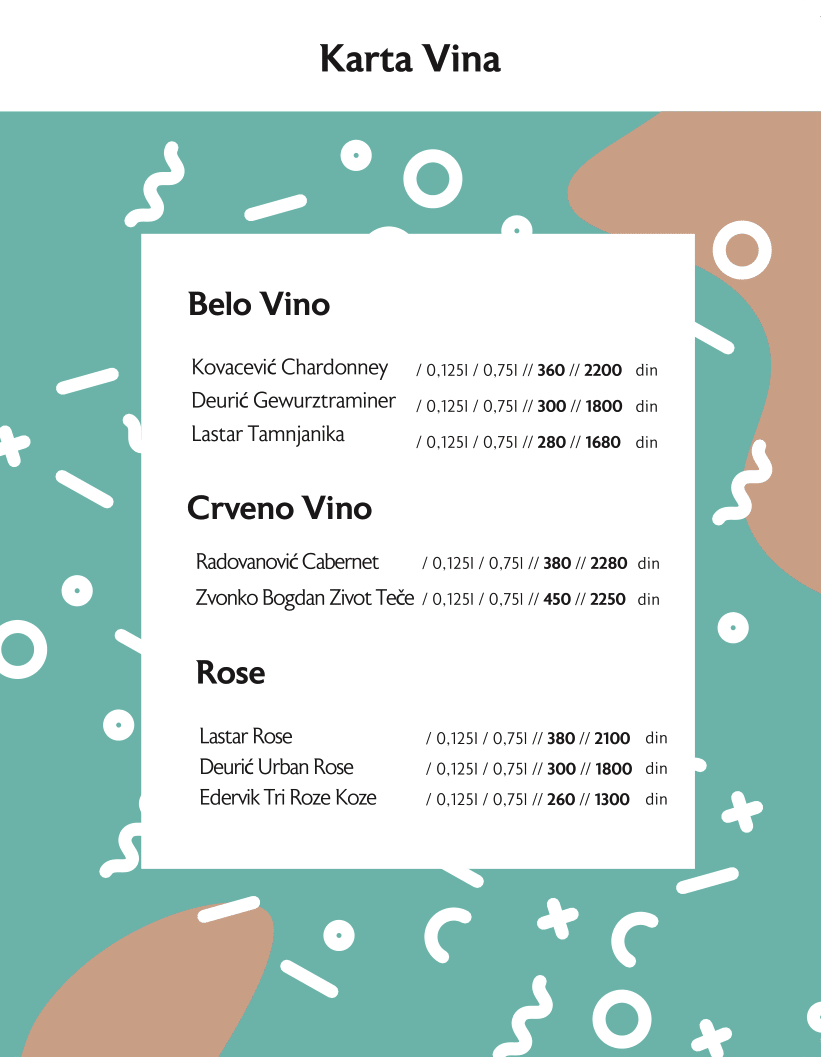 Karta Vina
Belo Vino
Kovacević Chardonney / 0,125l / 0,75l // 360 // 2200 din
Deurić Gewurztraminer / 0,125l / 0,75l // 300 // 1800 din
Lastar Tamnjanika / 0,125l / 0,75l // 280 // 1680 din
Crveno Vino
Radovanović Cabernet / 0,125l / 0,75l // 380 // 2280 din
Zvonko Bogdan Zivot Teče / 0,125l / 0,75l // 450 // 2250 din
Rose
Lastar Rose / 0,125l / 0,75l // 380 // 2100 din
Deurić Urban Rose / 0,125l / 0,75l // 300 // 1800 din
Edervik Tri Roze Koze / 0,125l / 0,75l // 260 // 1300 din